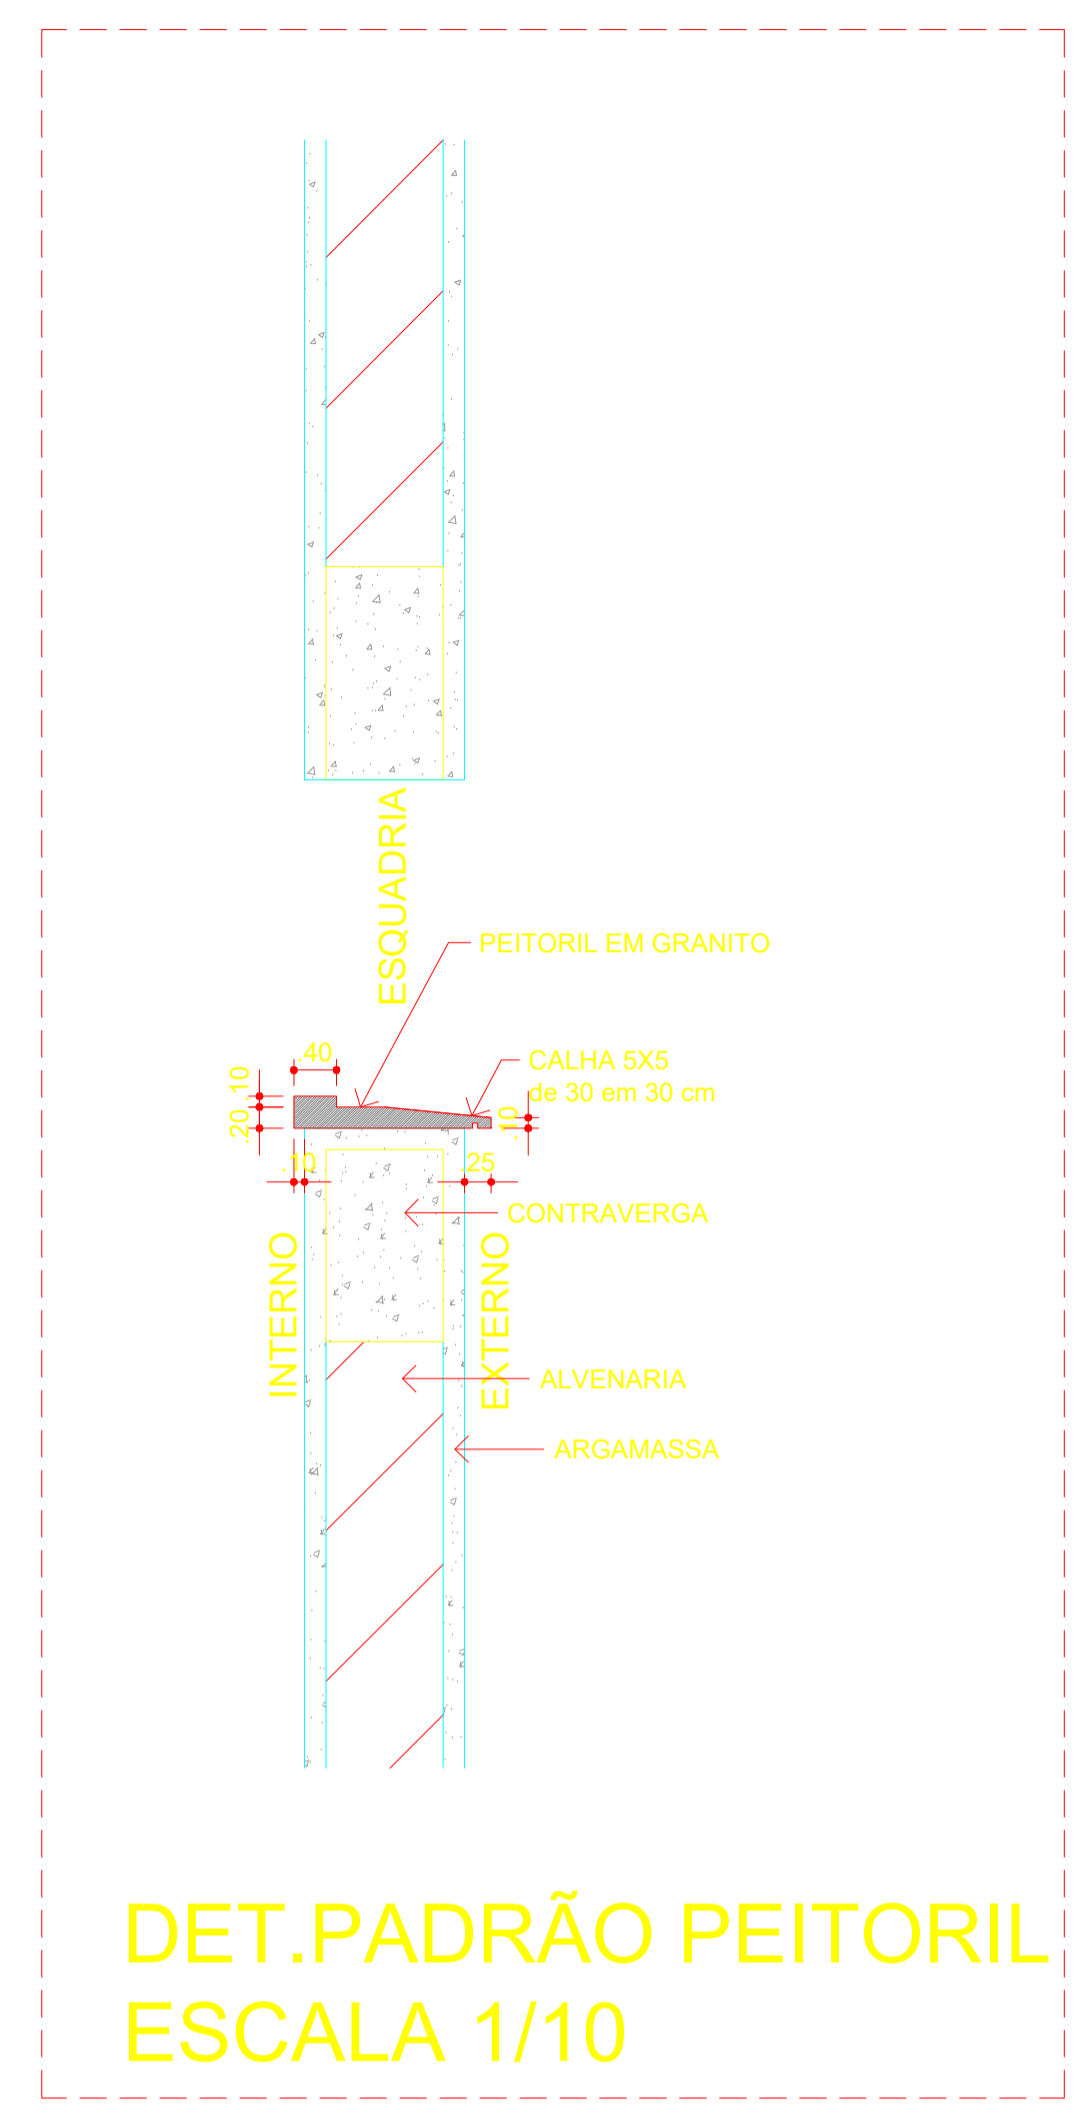 ESQUADRIA
PEITORIL EM GRANITO
.40
CALHA 5X5
de 30 em 30 cm
.10
.20
.10
.10
.25
CONTRAVERGA
INTERNO
EXTERNO
ALVENARIA
ARGAMASSA
DET.PADRÃO PEITORIL
ESCALA 1/10